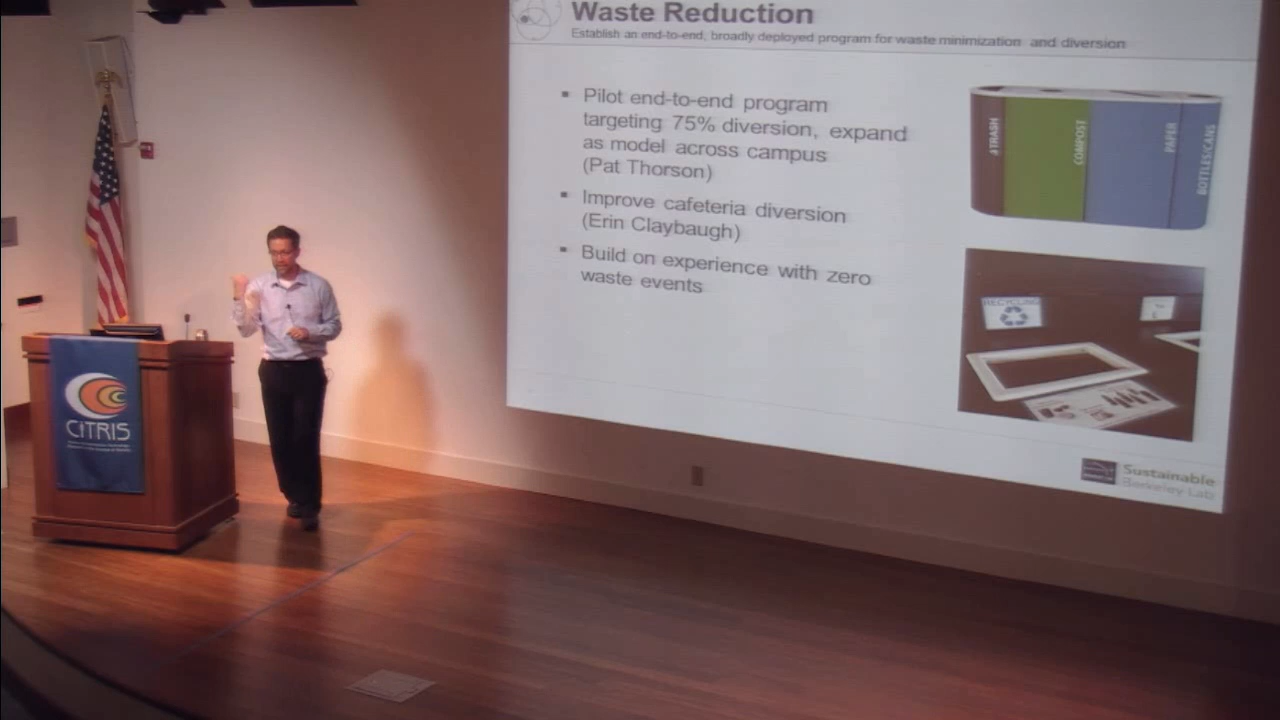 Waste Reduction
Establish an end-to-end, broadly deployed program for waste minimization and diversion
▪ Pilot end-to-end program
targeting 75% diversion, expand
as model across campus
(Pat Thorson)
▪ Improve cafeteria diversion
(Erin Claybaugh)
▪ Build on experience with zero
waste events
TRASH
COMPOST
PAPER
BOTTLES/CANS
RECYCLING
Sustainable
Berkeley Lab
CITRIS